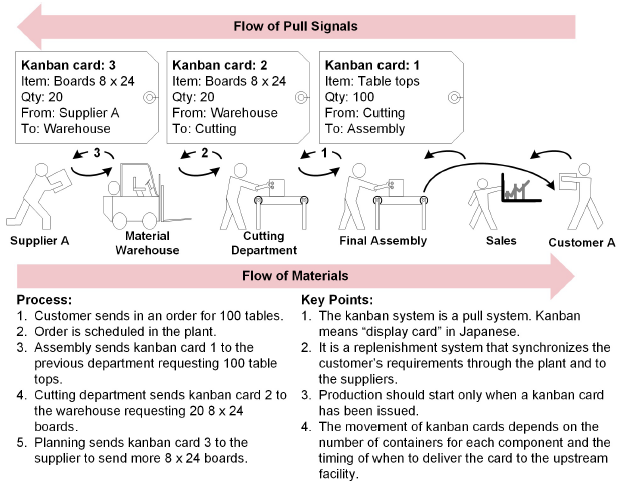 Flow of Pull Signals
Kanban card: 3
Item: Boards 8 x 24
Qty: 20
From: Supplier A
To: Warehouse
Kanban card: 2
Item: Boards 8 x 24
Qty: 20
From: Warehouse
To: Cutting
Kanban card: 1
Item: Table tops
Qty: 100
From: Cutting
To: Assembly
3
2
1
Supplier A
Material
Warehouse
Cutting
Department
Final Assembly
Sales
Customer A
Flow of Materials
Process:
1. Customer sends in an order for 100 tables.
2. Order is scheduled in the plant.
3. Assembly sends kanban card 1 to the
previous department requesting 100 table
tops.
4. Cutting department sends kanban card 2 to
the warehouse requesting 20 8 x 24
boards.
5. Planning sends kanban card 3 to the
supplier to send more 8 x 24 boards.
Key Points:
1. The kanban system is a pull system. Kanban
means “display card” in Japanese.
2. It is a replenishment system that synchronizes the
customer’s requirements through the plant and to
the suppliers.
3. Production should start only when a kanban card
has been issued.
4. The movement of kanban cards depends on the
number of containers for each component and the
timing of when to deliver the card to the upstream
facility.